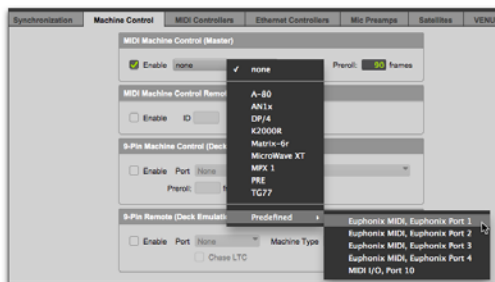 Synchronization Machine Control MIDI Controllers Ethernet Controllers Mic Preamps Satellites VENU
MIDI Machine Control (Master)
Enable none Preroll: 90 frames
✓ none
A-80
AN1x
DP/4
K2000R
Matrix-6r
MicroWave XT
MPX 1
PRE
TG77
Predefined
MIDI Machine Control Remo
Enable ID
9-Pin Machine Control (Deck
Enable Port None
Preroll: f
9-Pin Remote (Deck Emulati
Enable Port None Machine Type
Chase LTC
Euphonix MIDI, Euphonix Port 1
Euphonix MIDI, Euphonix Port 2
Euphonix MIDI, Euphonix Port 3
Euphonix MIDI, Euphonix Port 4
MIDI I/O, Port 10